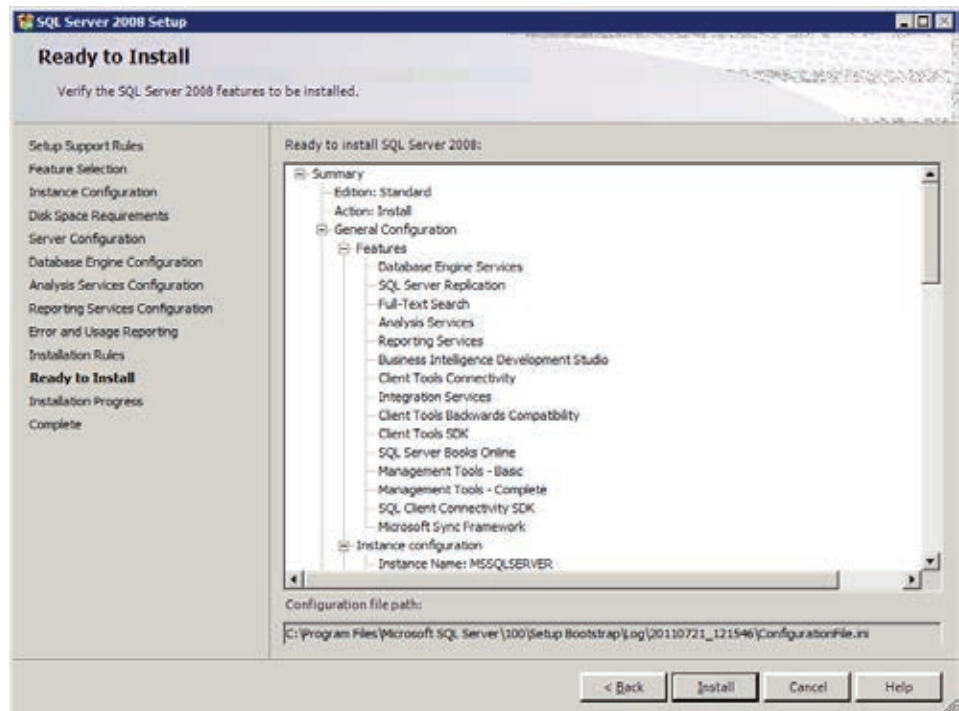 SQL Server 2008 Setup
Ready to Install
Verify the SQL Server 2008 features to be installed.
Setup Support Rules
Feature Selection
Instance Configuration
Disk Space Requirements
Server Configuration
Database Engine Configuration
Analysis Services Configuration
Reporting Services Configuration
Error and Usage Reporting
Installation Rules
Ready to Install
Installation Progress
Complete
Ready to install SQL Server 2008:
Summary
Edition: Standard
Action: Install
General Configuration
Features
Database Engine Services
SQL Server Replication
Full-Text Search
Analysis Services
Reporting Services
Business Intelligence Development Studio
Client Tools Connectivity
Integration Services
Client Tools Backwards Compatibility
Client Tools SDK
SQL Server Books Online
Management Tools - Basic
Management Tools - Complete
SQL Client Connectivity SDK
Microsoft Sync Framework
Instance configuration
Instance Name: MSSQLSERVER
Configuration file path:
C:\Program Files\Microsoft SQL Server\100\Setup Bootstrap\Log\20110721_121546\ConfigurationFile.ini
< Back
Install
Cancel
Help